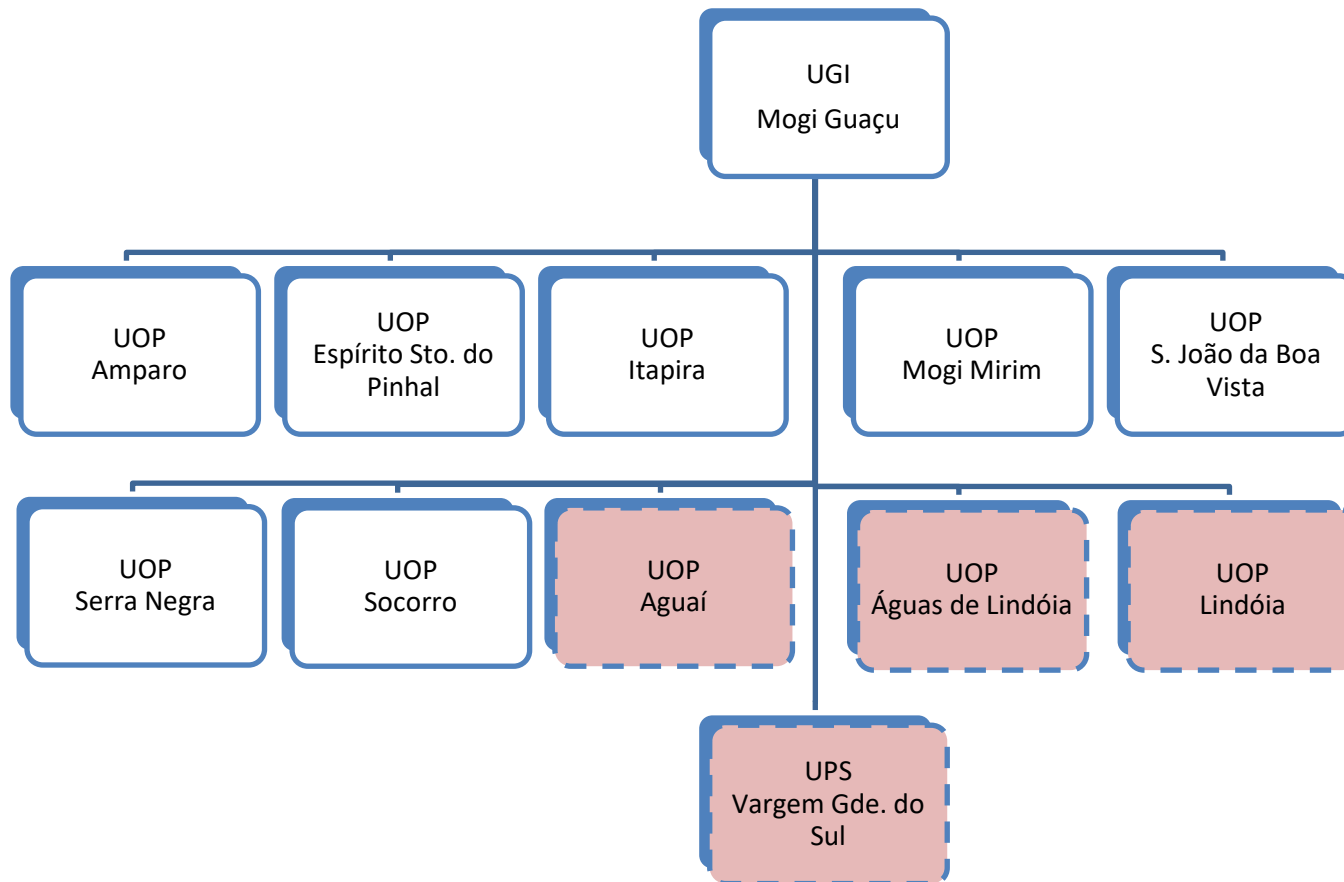 UGI
Mogi Guaçu
UOP
Amparo
UOP
Espírito Sto. do
Pinhal
UOP
Itapira
UOP
Mogi Mirim
UOP
S. João da Boa
Vista
UOP
Serra Negra
UOP
Socorro
UOP
Aguaí
UOP
Águas de Lindóia
UOP
Lindóia
UPS
Vargem Gde. do
Sul